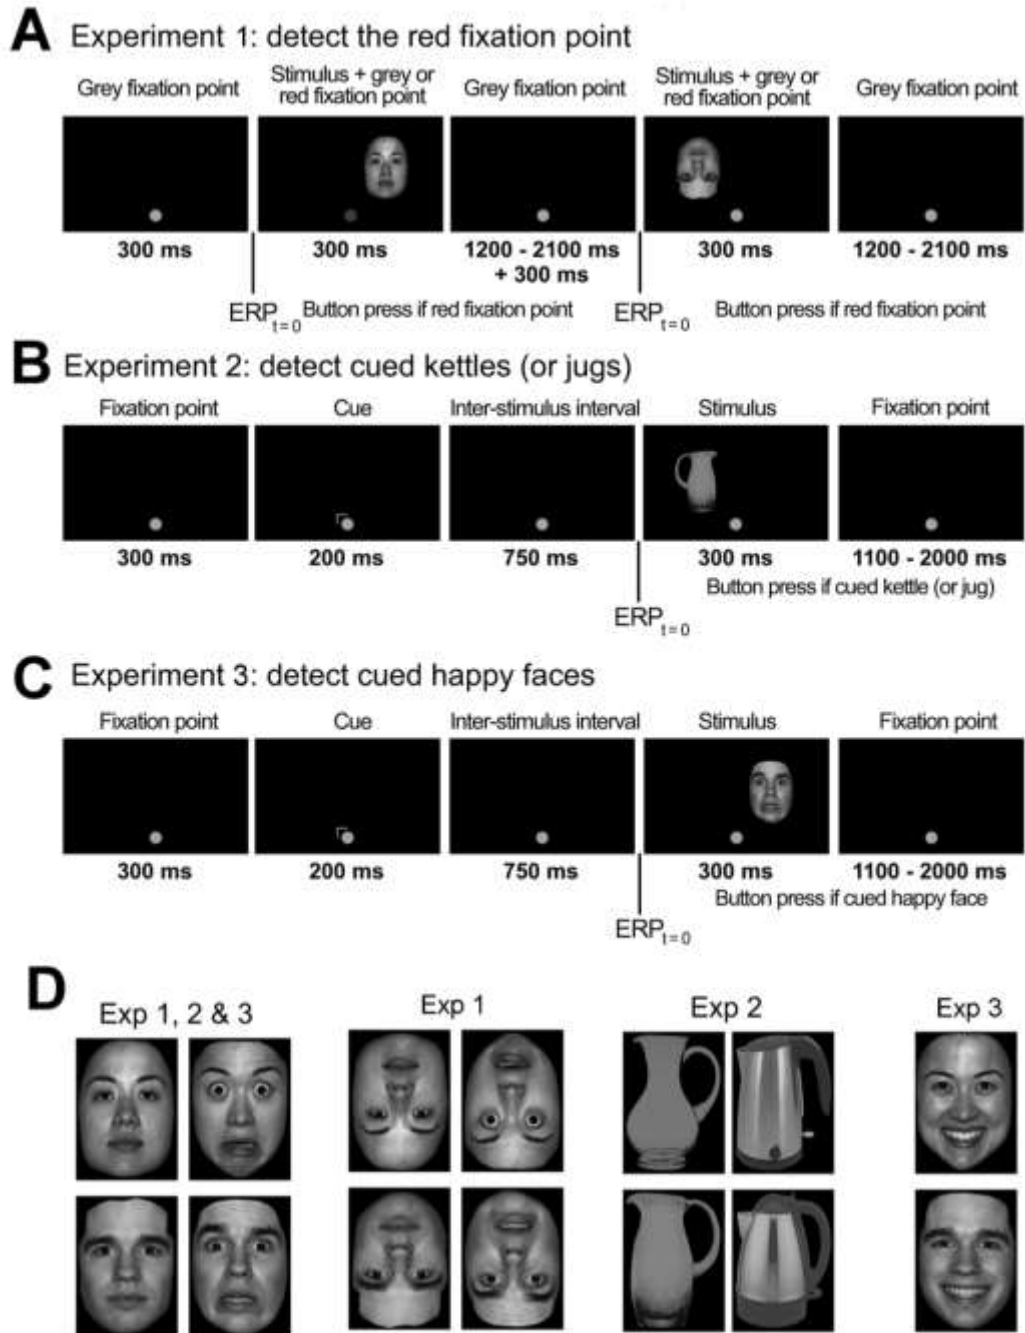 A Experiment 1: detect the red fixation point
Grey fixation point
Stimulus + grey or
red fixation point
Grey fixation point
Stimulus + grey or
red fixation point
Grey fixation point
300 ms
300 ms
1200 - 2100 ms
+ 300 ms
300 ms
1200 - 2100 ms
ERP t = 0
Button press if red fixation point
ERP t = 0
Button press if red fixation point
B Experiment 2: detect cued kettles (or jugs)
Fixation point
Cue
Inter-stimulus interval
Stimulus
Fixation point
300 ms
200 ms
750 ms
300 ms
1100 - 2000 ms
Button press if cued kettle (or jug)
ERP t = 0
C Experiment 3: detect cued happy faces
Fixation point
Cue
Inter-stimulus interval
Stimulus
Fixation point
300 ms
200 ms
750 ms
300 ms
1100 - 2000 ms
Button press if cued happy face
ERP t = 0
D
Exp 1, 2 & 3
Exp 1
Exp 2
Exp 3